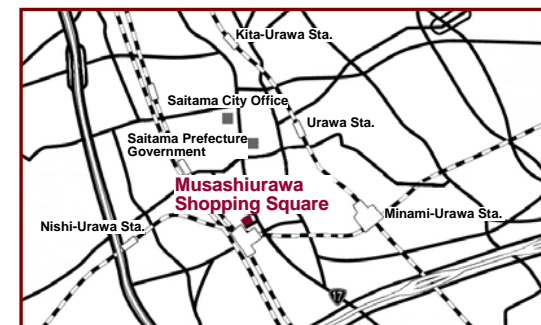 Kita-Urawa Sta.
Saitama City Office
Urawa Sta.
Saitama Prefecture
Government
Musashiurawa
Shopping Square
Minami-Urawa Sta.
Nishi-Urawa Sta.
17